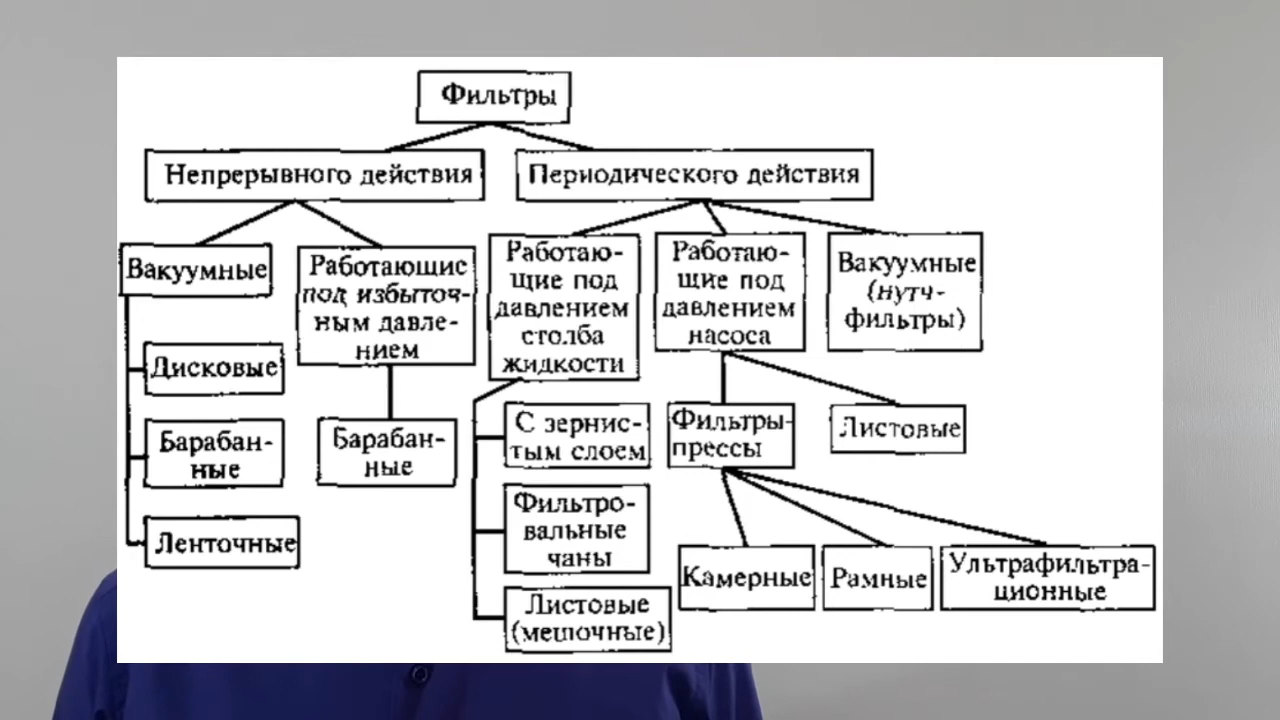 Фильтры
Непрерывного действия
Периодического действия
Вакуумные
Работающие
под избыточ-
ным давле-
нием
Работаю-
щие под
давлением
столба
жидкости
Работаю-
щие под
давлением
насоса
Вакуумные
(нутч-
фильтры)
Дисковые
Барабан-
ные
Ленточные
Барабан-
ные
С зернис-
тым слоем
Фильтро-
вальные
чаны
Листовые
(мешочные)
Фильтры-
прессы
Листовые
Камерные
Рамные
Ультрафильтра-
ционные